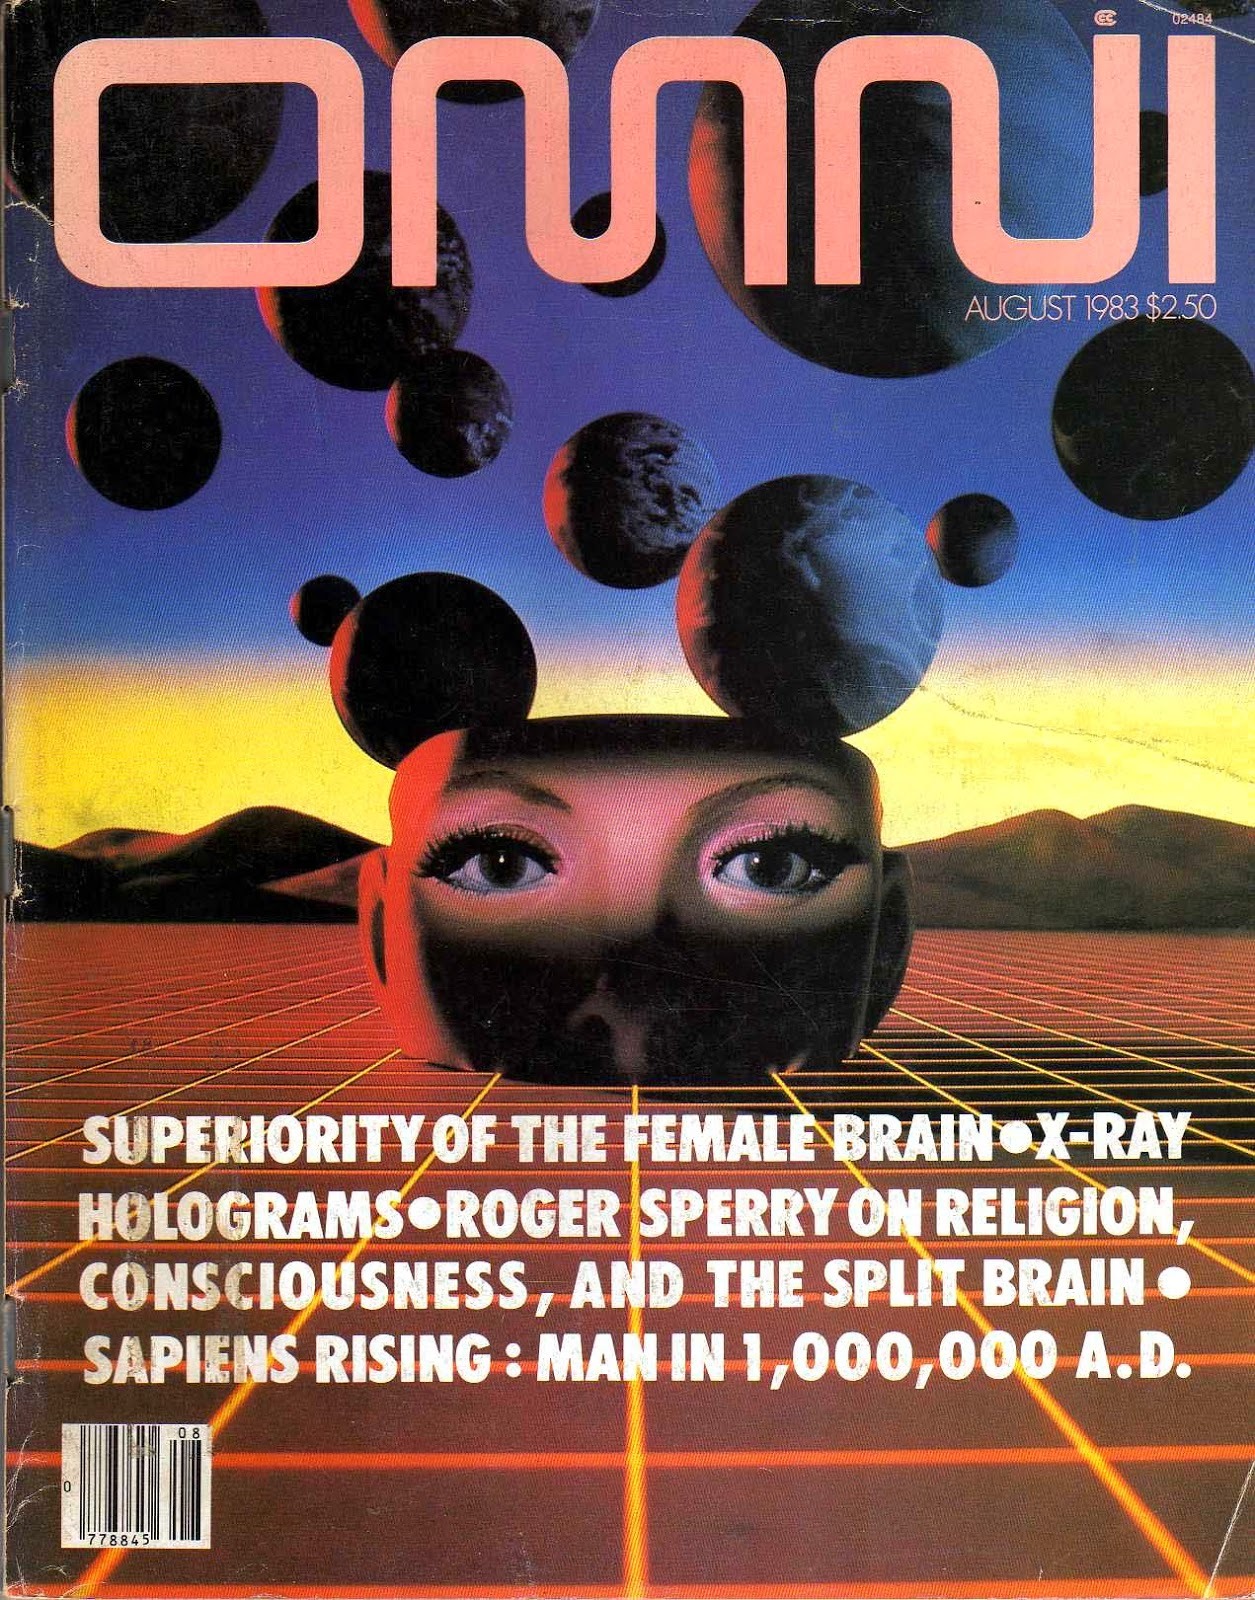 02484
omni
AUGUST 1983 $2.50
SUPERIORITY OF THE FEMALE BRAIN • X-RAY
HOLOGRAMS • ROGER SPERRY ON RELIGION,
CONSCIOUSNESS, AND THE SPLIT BRAIN •
SAPIENS RISING: MAN IN 1,000,000 A.D.
08
0
778845